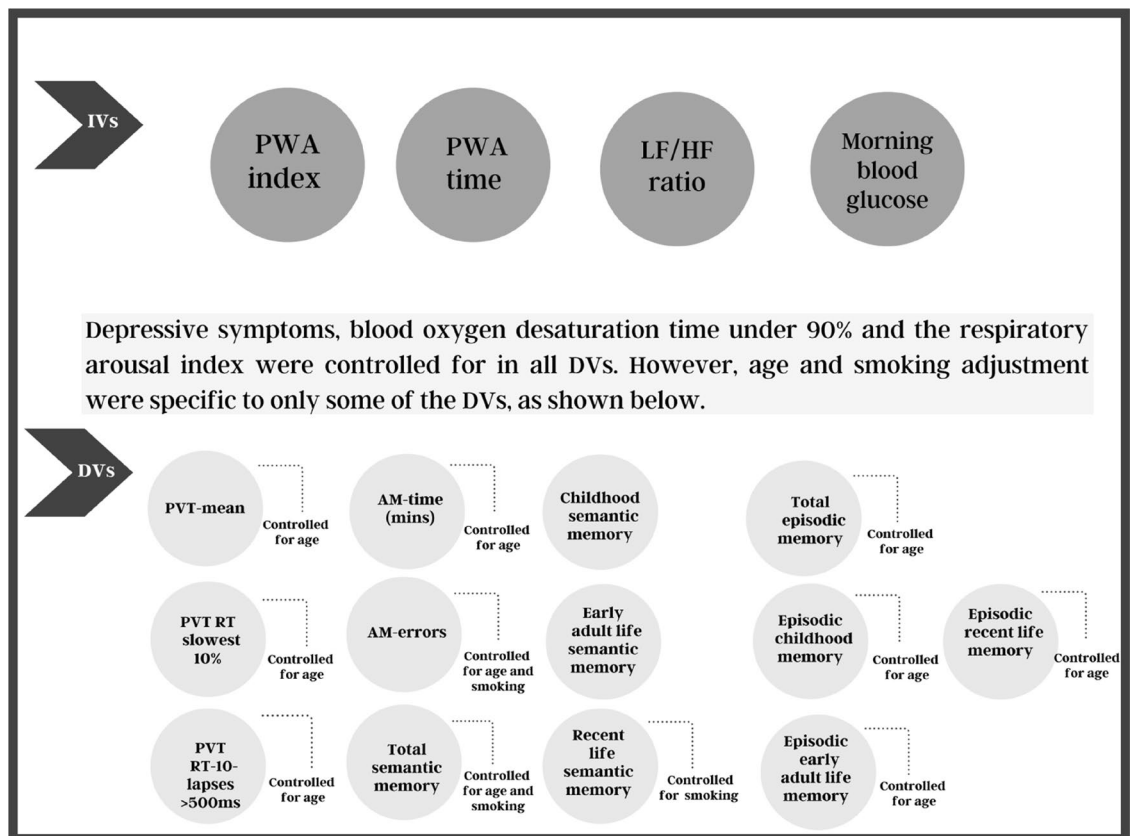 IVs
PWA
index
PWA
time
LF/HF
ratio
Morning
blood
glucose
Depressive symptoms, blood oxygen desaturation time under 90% and the respiratory
arousal index were controlled for in all DVs. However, age and smoking adjustment
were specific to only some of the DVs, as shown below.
DVs
PVT-mean
Controlled
for age
AM-time
(mins)
Controlled
for age
Childhood
semantic
memory
Total
episodic
memory
Controlled
for age
PVT RT
slowest
10%
Controlled
for age
AM-errors
Controlled
for age and
smoking
Early
adult life
semantic
memory
Episodic
childhood
memory
Controlled
for age
Episodic
recent life
memory
Controlled
for age
PVT
RT-10-
lapses
>500ms
Controlled
for age
Total
semantic
memory
Controlled
for age and
smoking
Recent
life
semantic
memory
Controlled
for smoking
Episodic
early
adult life
memory
Controlled
for age